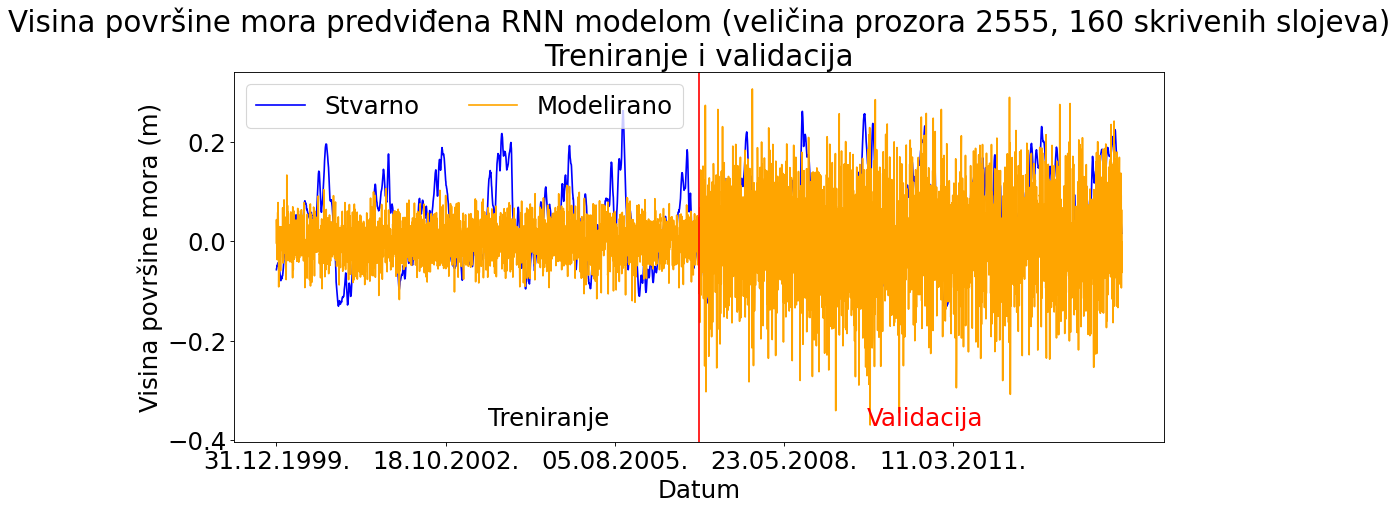 Visina površine mora predviđena RNN modelom (veličina prozora 2555, 160 skrivenih slojeva)
Treniranje i validacija
Stvarno
Modelirano
Visina površine mora (m)
0.2
0.0
−0.2
−0.4
Treniranje
Validacija
31.12.1999.
18.10.2002.
05.08.2005.
23.05.2008.
11.03.2011.
Datum